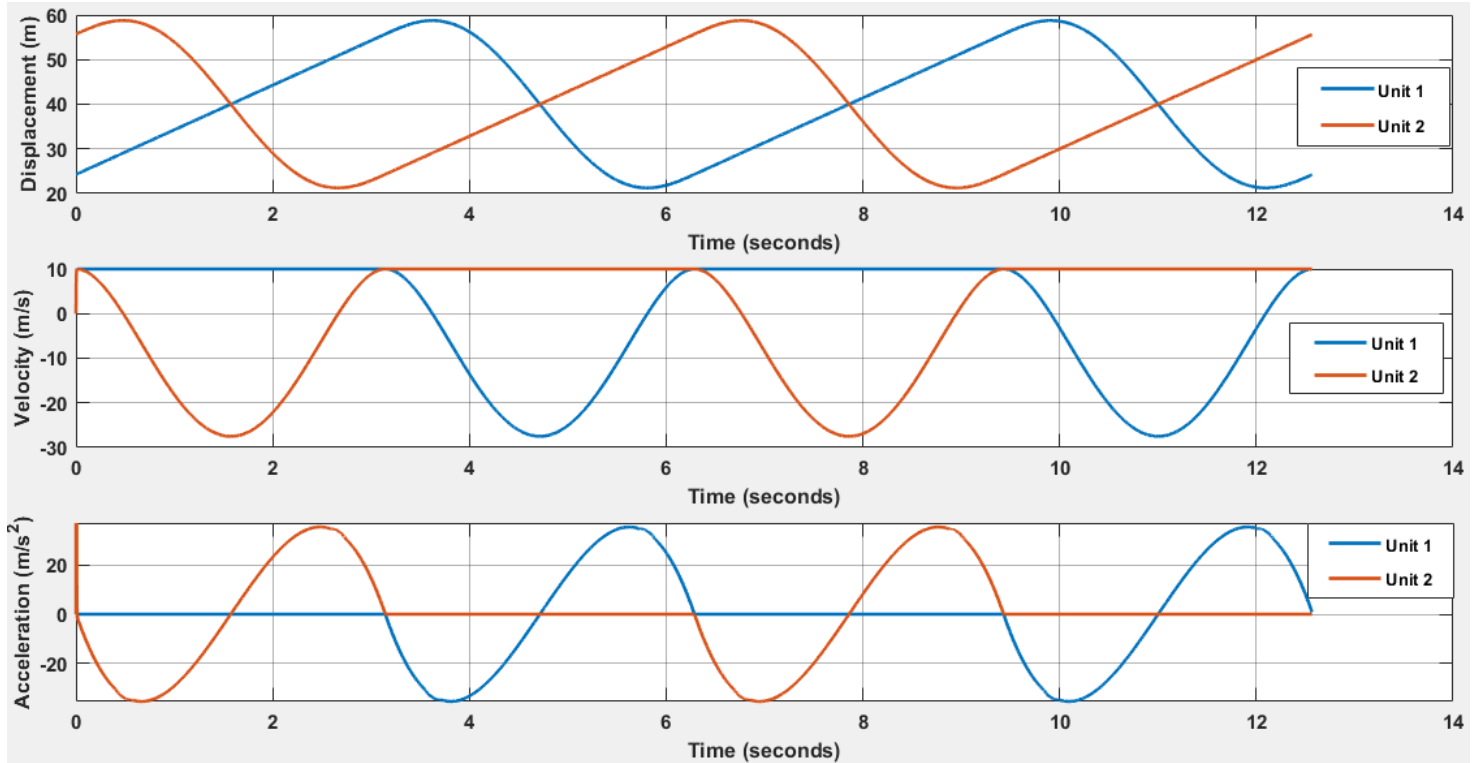 Displacement (m)
60
50
40
30
20
Unit 1
Unit 2
0 2 4 6 8 10 12 14
Time (seconds)
Velocity (m/s)
10
0
-10
-20
-30
Unit 1
Unit 2
0 2 4 6 8 10 12 14
Time (seconds)
Acceleration (m/s²)
20
0
-20
Unit 1
Unit 2
0 2 4 6 8 10 12 14
Time (seconds)